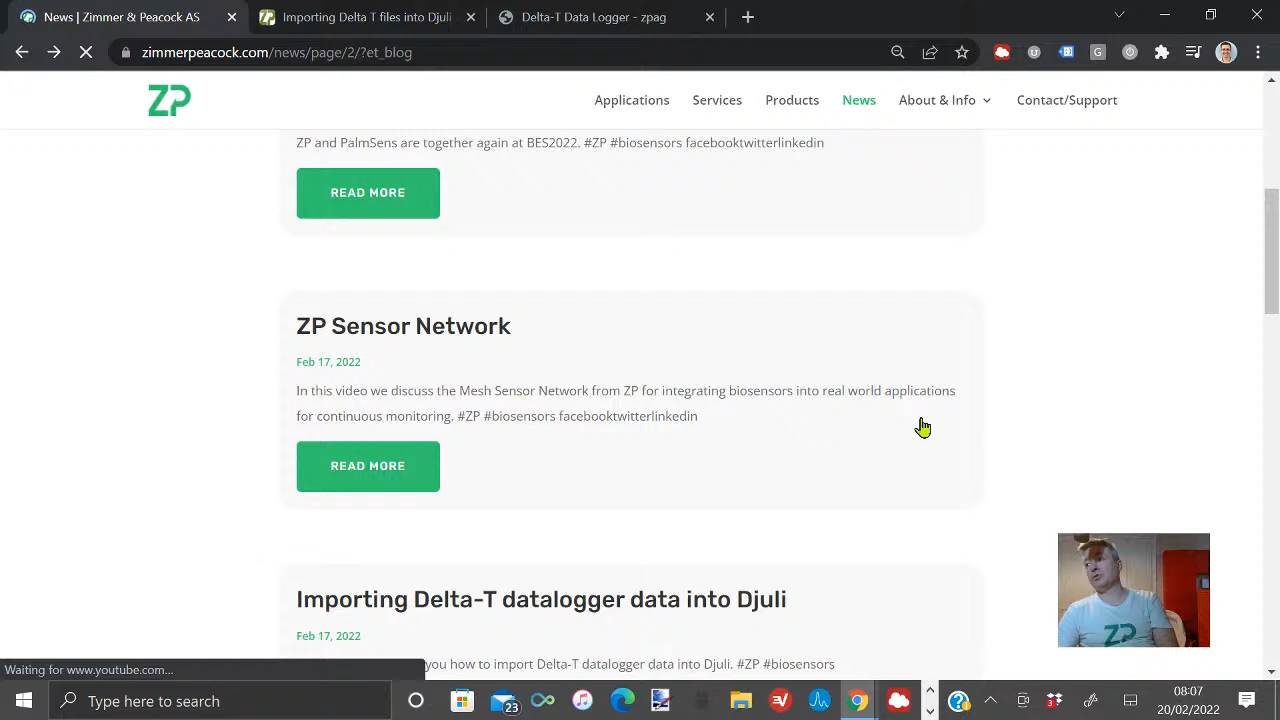 News | Zimmer & Peacock AS
Importing Delta T files into Djuli
Delta-T Data Logger - zpag
zimmerpeacock.com/news/page/2/?et_blog
ZP
Applications
Services
Products
News
About & Info
Contact/Support
ZP and PalmSens are together again at BES2022. #ZP #biosensors facebooktwitterlinkedin
READ MORE
ZP Sensor Network
Feb 17, 2022
In this video we discuss the Mesh Sensor Network from ZP for integrating biosensors into real world applications
for continuous monitoring. #ZP #biosensors facebooktwitterlinkedin
READ MORE
Importing Delta-T datalogger data into Djuli
Feb 17, 2022
you how to import Delta-T datalogger data into Djuli. #ZP #biosensors
ZP
Waiting for www.youtube.com...
Type here to search
23
3
08:07
20/02/2022